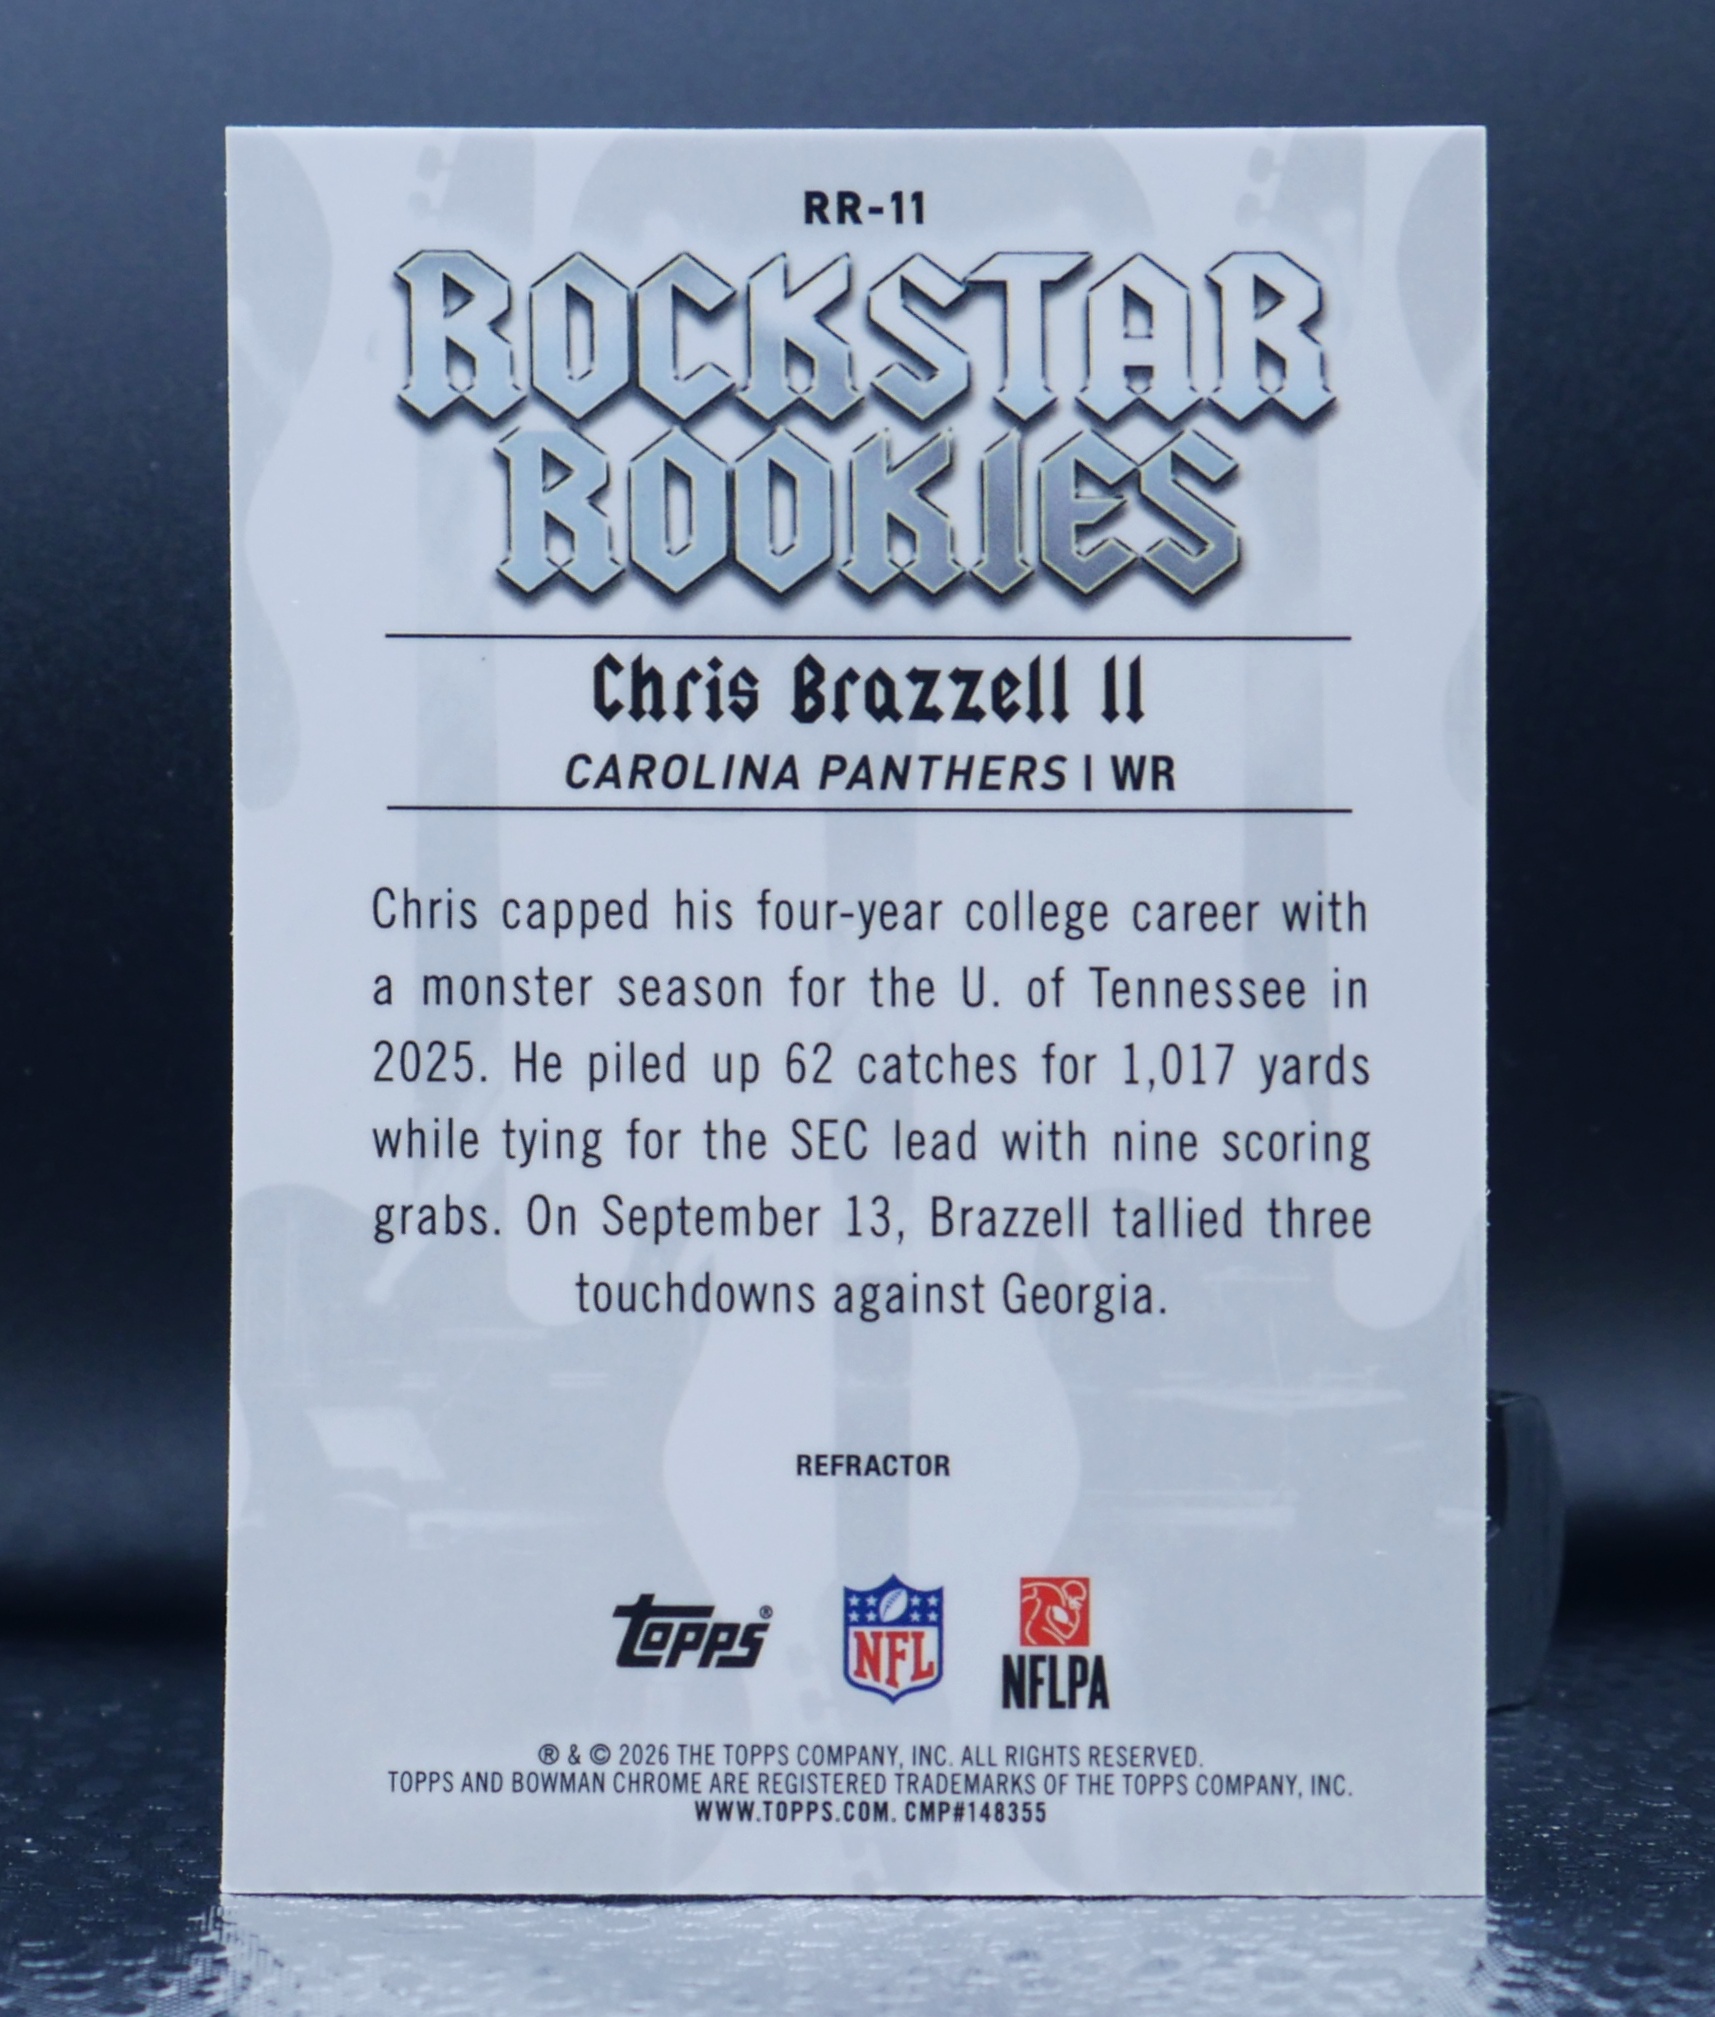 RR-11
ROCKSTAR
ROOKIES
Chris Brazzell II
CAROLINA PANTHERS | WR
Chris capped his four-year college career with
a monster season for the U. of Tennessee in
2025. He piled up 62 catches for 1,017 yards
while tying for the SEC lead with nine scoring
grabs. On September 13, Brazzell tallied three
touchdowns against Georgia.
REFRACTOR
Topps® NFL NFLPA
® & © 2026 THE TOPPS COMPANY, INC. ALL RIGHTS RESERVED.
TOPPS AND BOWMAN CHROME ARE REGISTERED TRADEMARKS OF THE TOPPS COMPANY, INC.
WWW.TOPPS.COM. CMP#148355